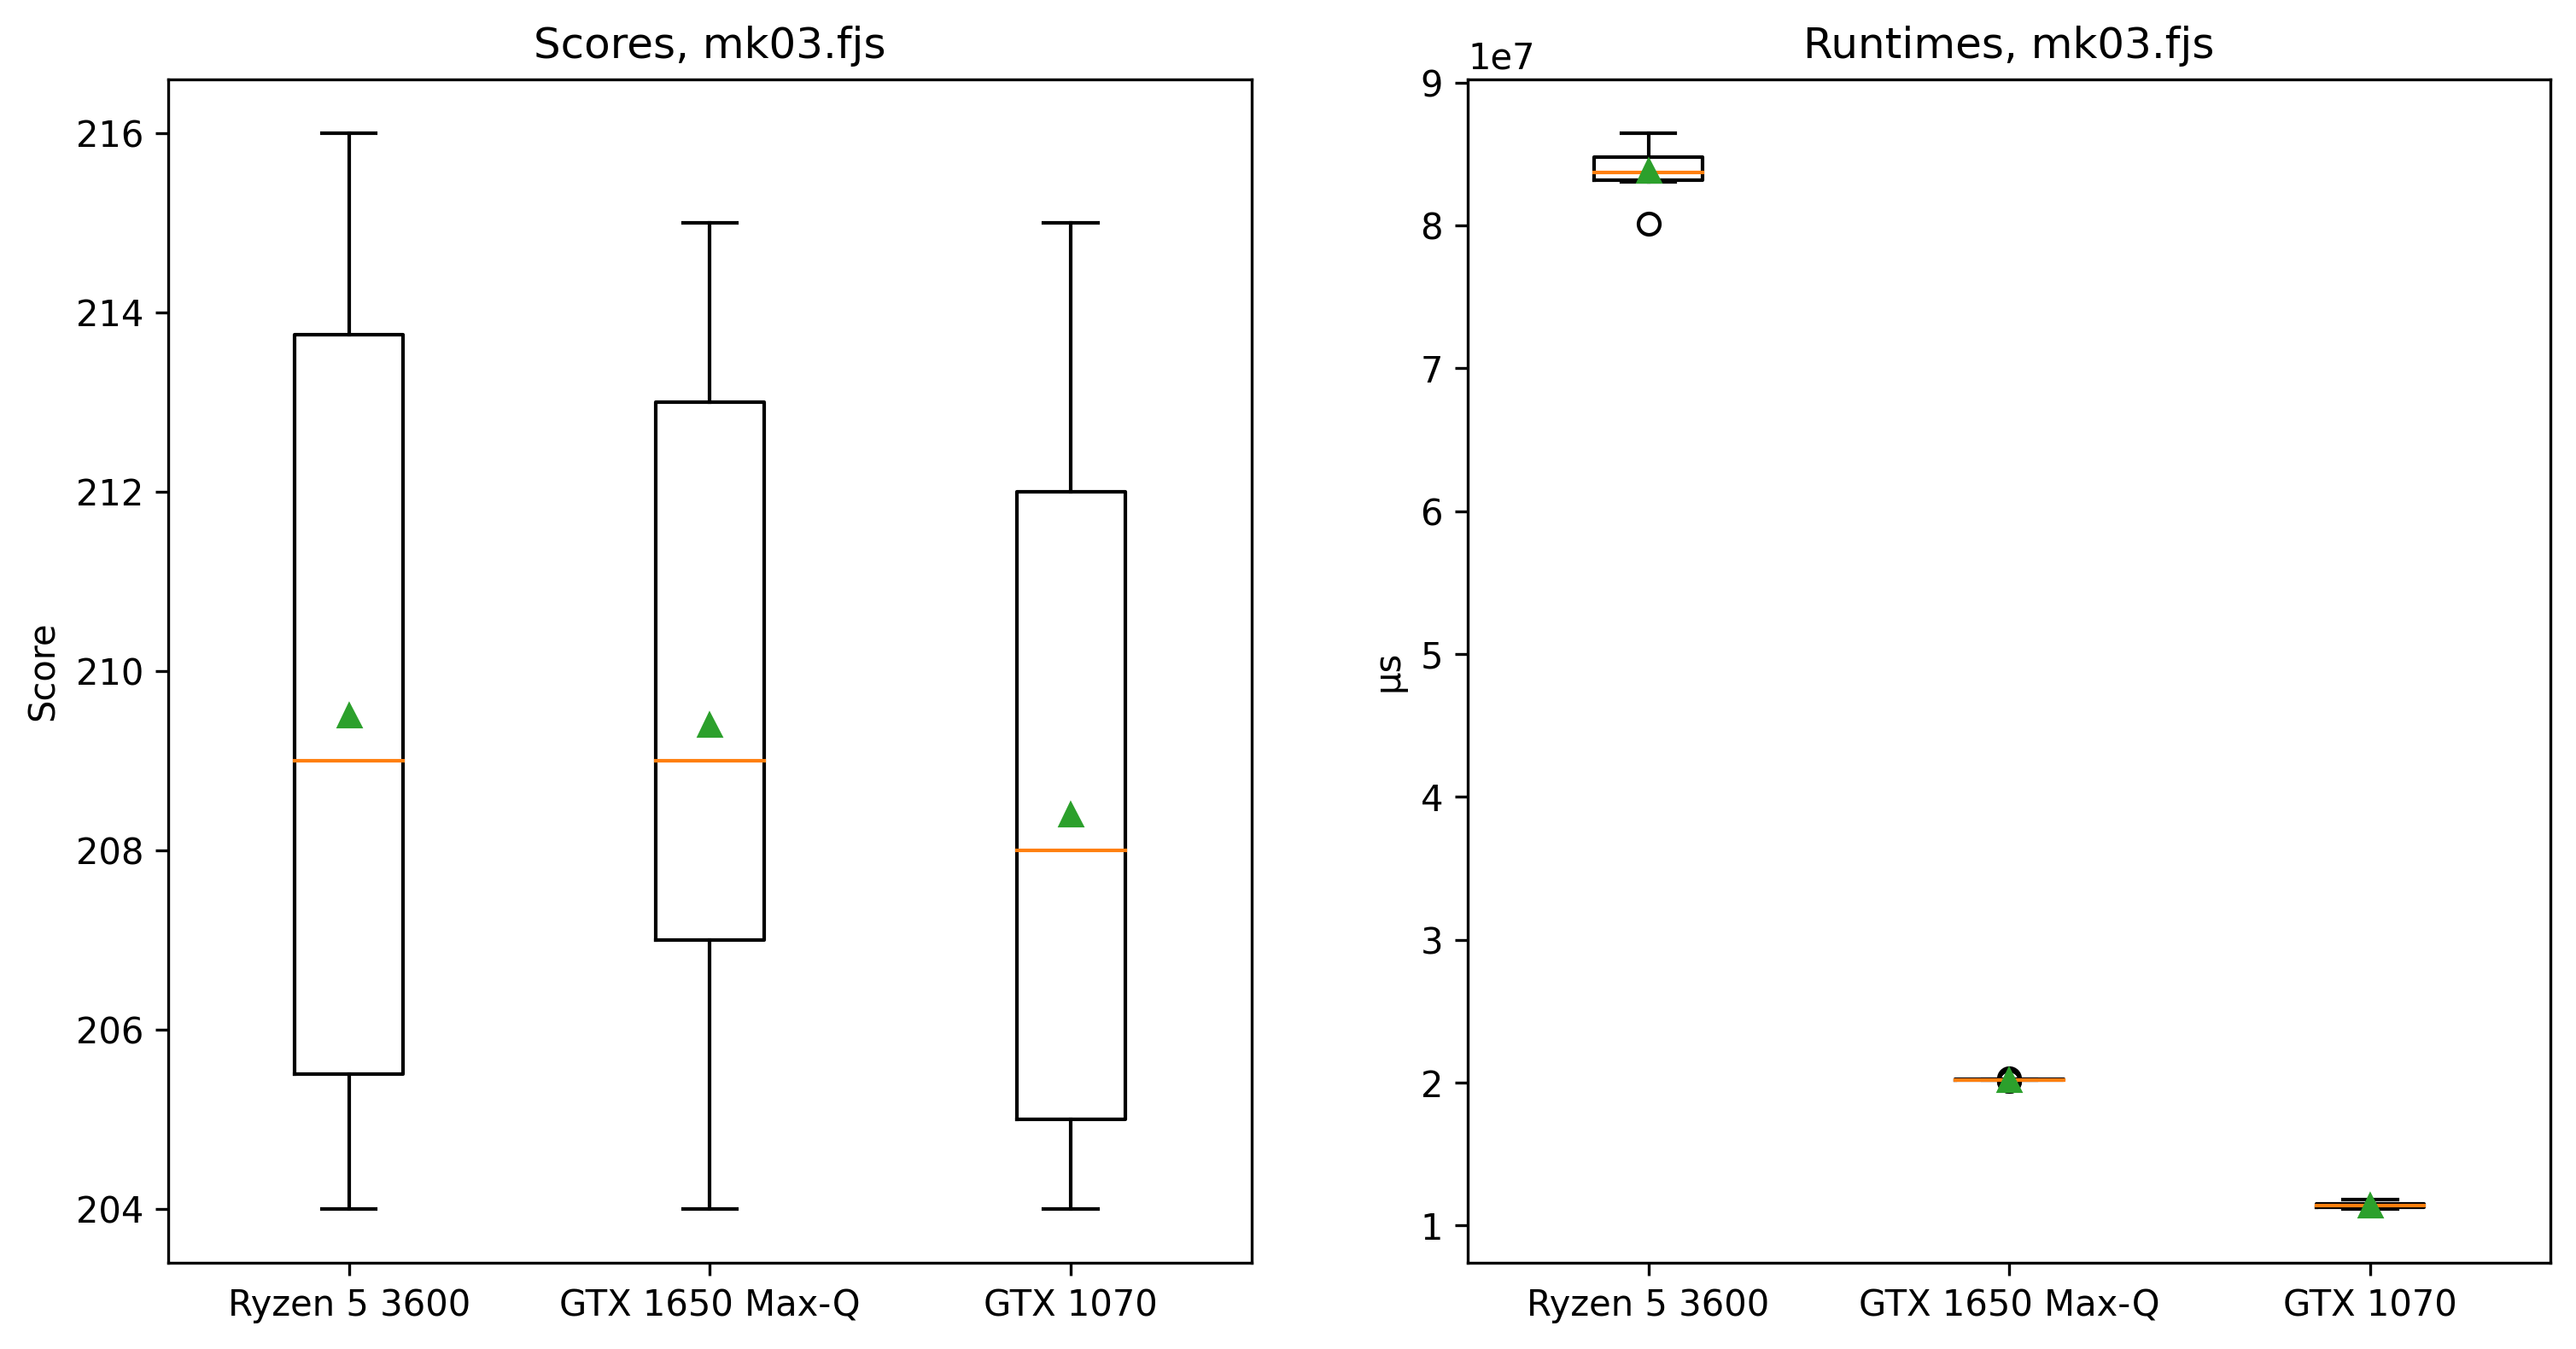 Scores, mk03.fjs
216
214
212
210
208
206
204
Score
Ryzen 5 3600
GTX 1650 Max-Q
GTX 1070
Runtimes, mk03.fjs
1e7
9
8
7
6
5
4
3
2
1
µs
Ryzen 5 3600
GTX 1650 Max-Q
GTX 1070